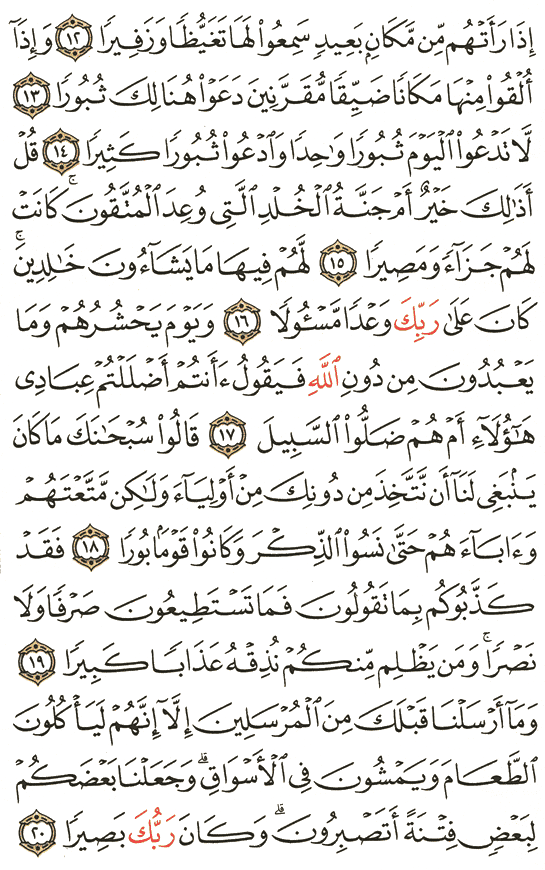 إِذَا رَأَتْهُم مِّن مَّكَانِۭ بَعِيدٖ سَمِعُواْ لَهَا تَغَيُّظٗا وَزَفِيرٗا ١٢ وَإِذَآ
أُلۡقُواْ مِنۡهَا مَكَانٗا ضَيِّقٗا مُّقَرَّنِينَ دَعَوۡاْ هُنَالِكَ ثُبُورٗا ١٣
لَّا تَدۡعُواْ ٱلۡيَوۡمَ ثُبُورٗا وَٰحِدٗا وَٱدۡعُواْ ثُبُورٗا كَثِيرٗا ١٤ قُلۡ
أَذَٰلِكَ خَيۡرٌ أَمۡ جَنَّةُ ٱلۡخُلۡدِ ٱلَّتِي وُعِدَ ٱلۡمُتَّقُونَۚ كَانَتۡ
لَهُمۡ جَزَآءٗ وَمَصِيرٗا ١٥ لَّهُمۡ فِيهَا مَا يَشَآءُونَ خَٰلِدِينَۚ
كَانَ عَلَىٰ رَبِّكَ وَعۡدٗا مَّسۡـُٔولٗا ١٦ وَيَوۡمَ يَحۡشُرُهُمۡ وَمَا
يَعۡبُدُونَ مِن دُونِ ٱللَّهِ فَيَقُولُ ءَأَنتُمۡ أَضۡلَلۡتُمۡ عِبَادِي
هَٰٓؤُلَآءِ أَمۡ هُمۡ ضَلُّواْ ٱلسَّبِيلَ ١٧ قَالُواْ سُبۡحَٰنَكَ مَا كَانَ
يَنۢبَغِي لَنَآ أَن نَّتَّخِذَ مِن دُونِكَ مِنۡ أَوۡلِيَآءَ وَلَٰكِن مَّتَّعۡتَهُمۡ
وَءَابَآءَهُمۡ حَتَّىٰ نَسُواْ ٱلذِّكۡرَ وَكَانُواْ قَوۡمَۢا بُورٗا ١٨ فَقَدۡ
كَذَّبُوكُم بِمَا تَقُولُونَ فَمَا تَسۡتَطِيعُونَ صَرۡفٗا وَلَا
نَصۡرٗاۚ وَمَن يَظۡلِم مِّنكُمۡ نُذِقۡهُ عَذَابٗا كَبِيرٗا ١٩
وَمَآ أَرۡسَلۡنَا قَبۡلَكَ مِنَ ٱلۡمُرۡسَلِينَ إِلَّآ إِنَّهُمۡ لَيَأۡكُلُونَ
ٱلطَّعَامَ وَيَمۡشُونَ فِي ٱلۡأَسۡوَاقِۗ وَجَعَلۡنَا بَعۡضَكُمۡ
لِبَعۡضٖ فِتۡنَةً أَتَصۡبِرُونَۗ وَكَانَ رَبُّكَ بَصِيرٗا ٢٠